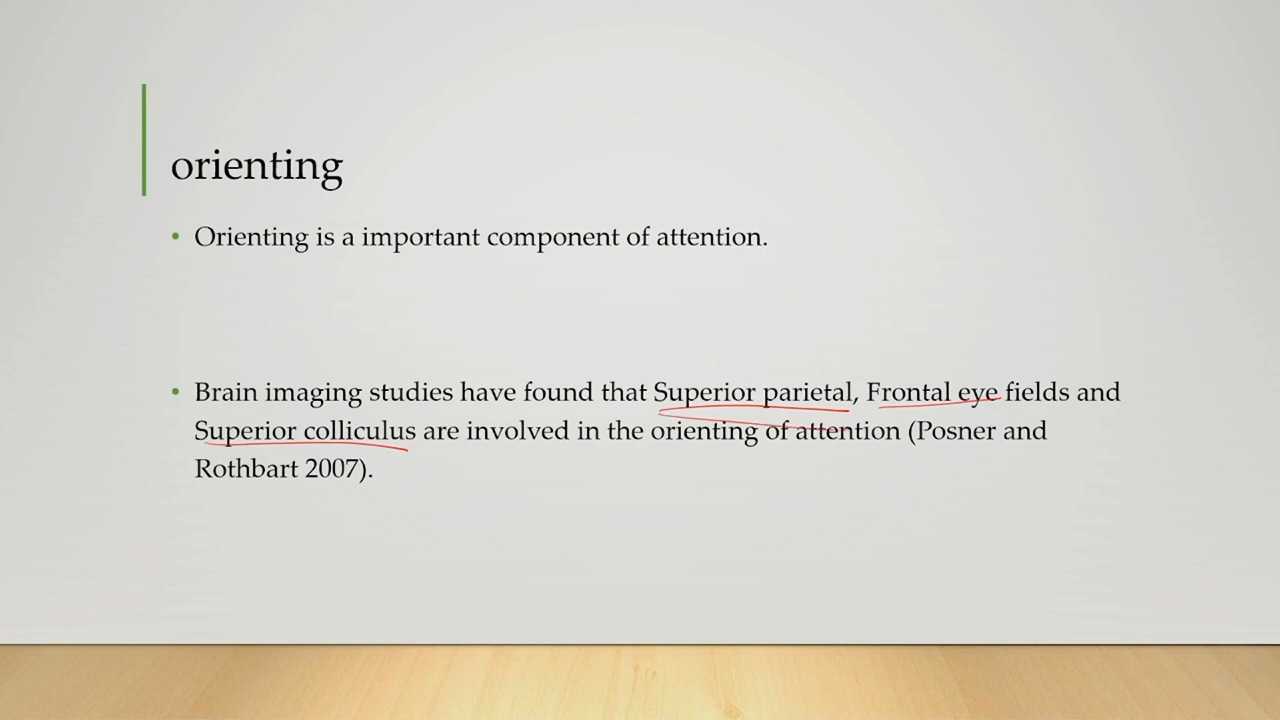 orienting
• Orienting is a important component of attention.
• Brain imaging studies have found that Superior parietal, Frontal eye fields and
Superior colliculus are involved in the orienting of attention (Posner and
Rothbart 2007).